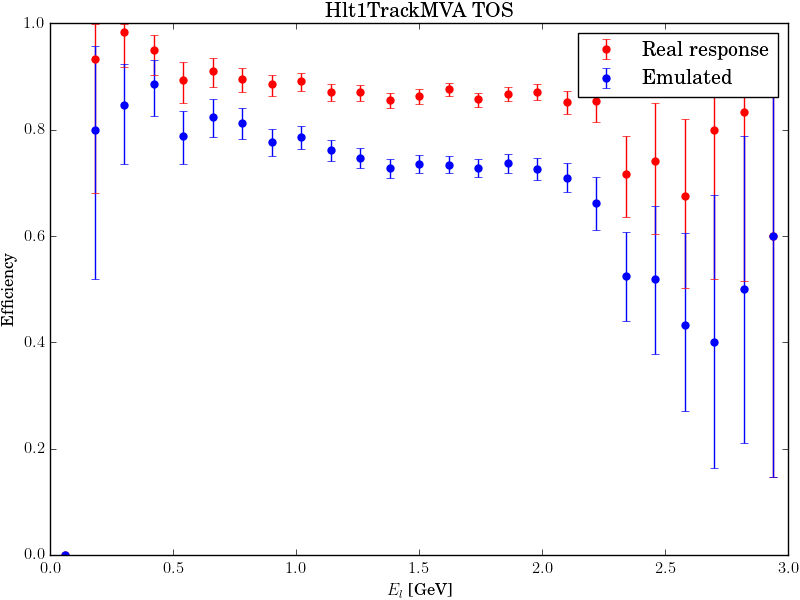 Hlt1TrackMVA TOS
Real response
Emulated
Efficiency
1.0
0.8
0.6
0.4
0.2
0.0
0.0 0.5 1.0 1.5 2.0 2.5 3.0
E_l [GeV]